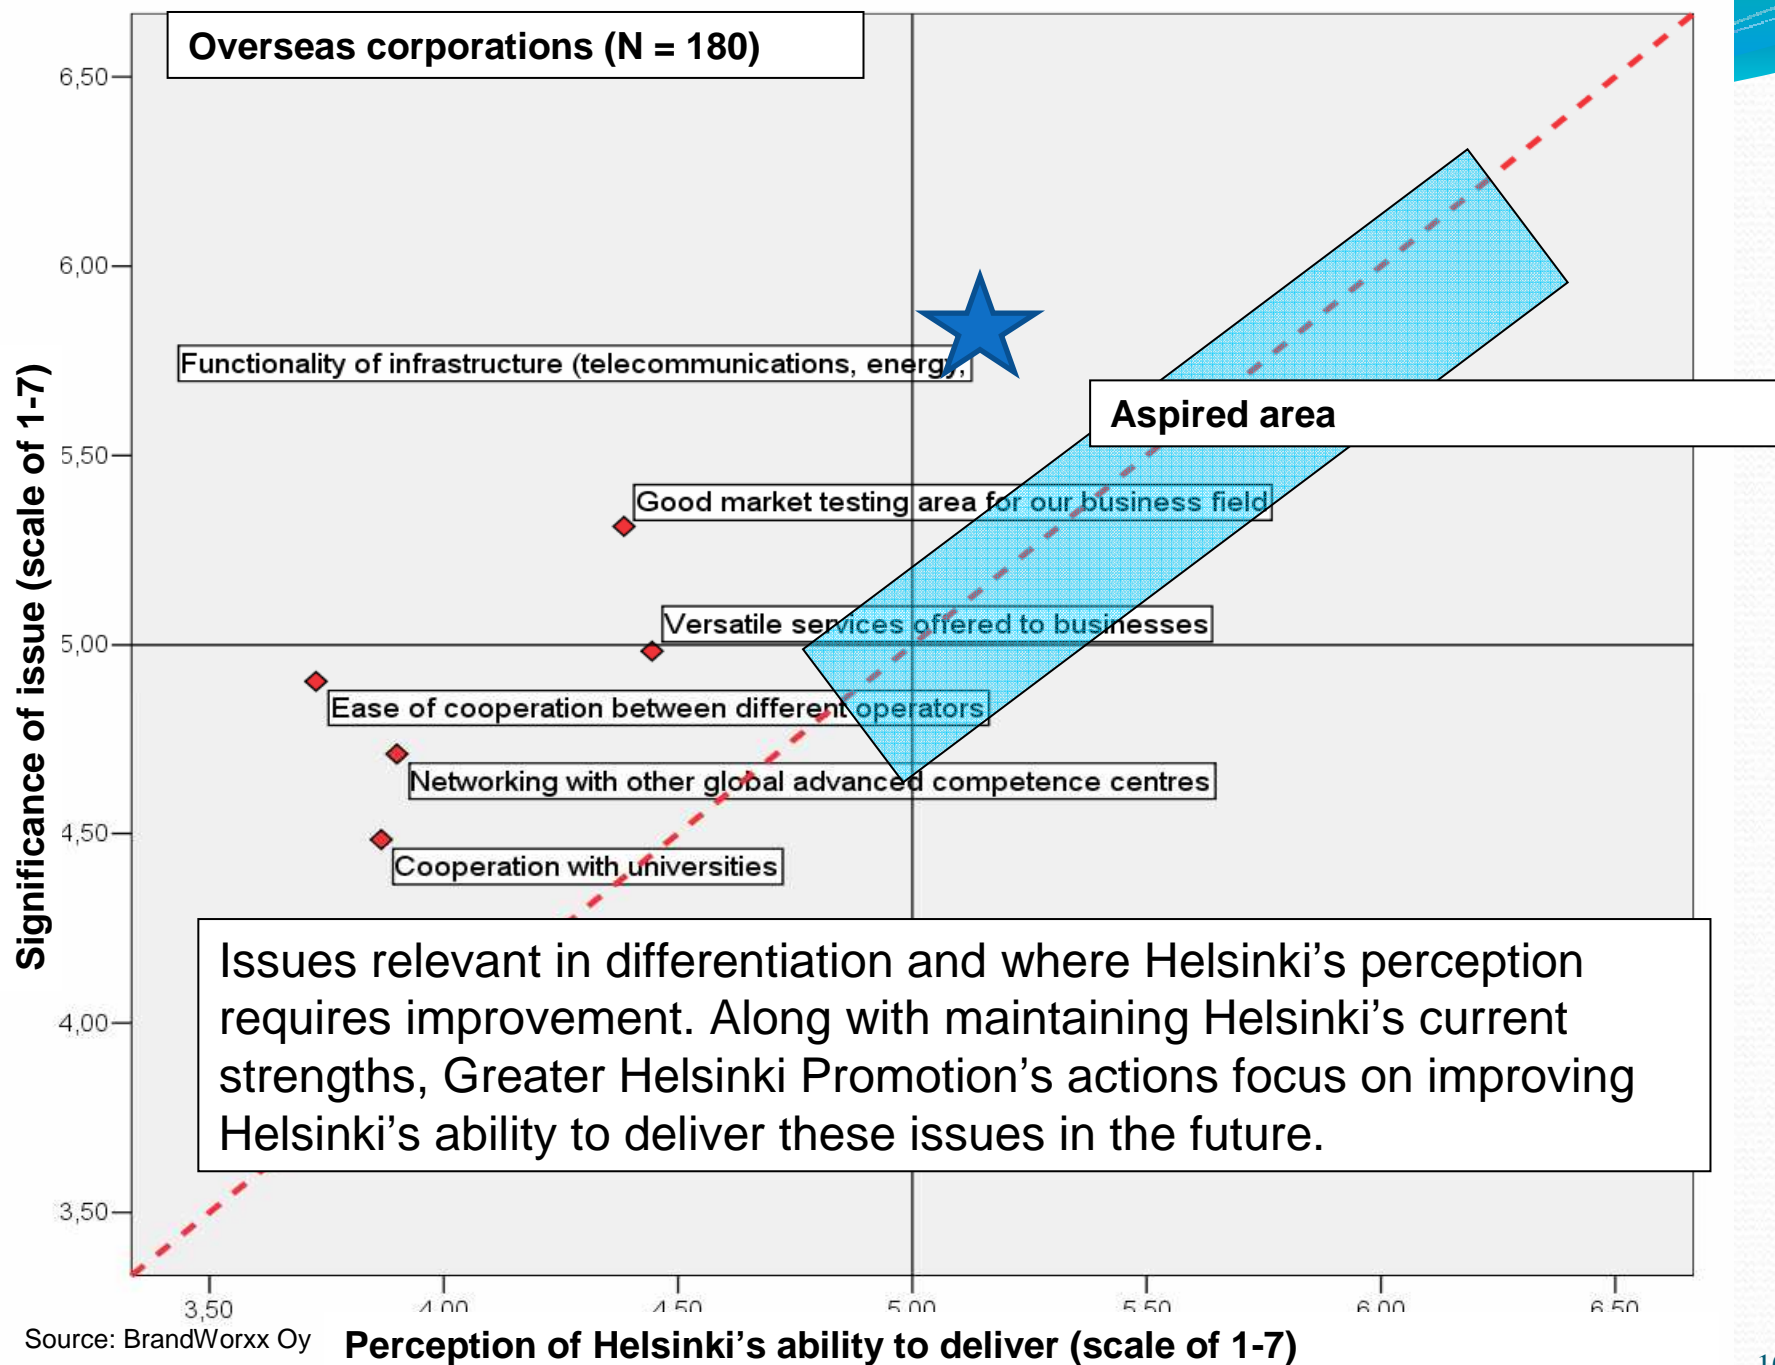 Overseas corporations (N = 180)
6,50
6,00
Functionality of infrastructure (telecommunications, energy,
Aspired area
5,50
Good market testing area for our business field
Versatile services offered to businesses
5,00
Ease of cooperation between different operators
Networking with other global advanced competence centres
4,50
Cooperation with universities
Significance of issue (scale of 1-7)
Issues relevant in differentiation and where Helsinki’s perception
requires improvement. Along with maintaining Helsinki’s current
strengths, Greater Helsinki Promotion’s actions focus on improving
Helsinki’s ability to deliver these issues in the future.
4,00
3,50
3,50 4,00 4,50 5,00 5,50 6,00 6,50
Source: BrandWorxx Oy
Perception of Helsinki’s ability to deliver (scale of 1-7)